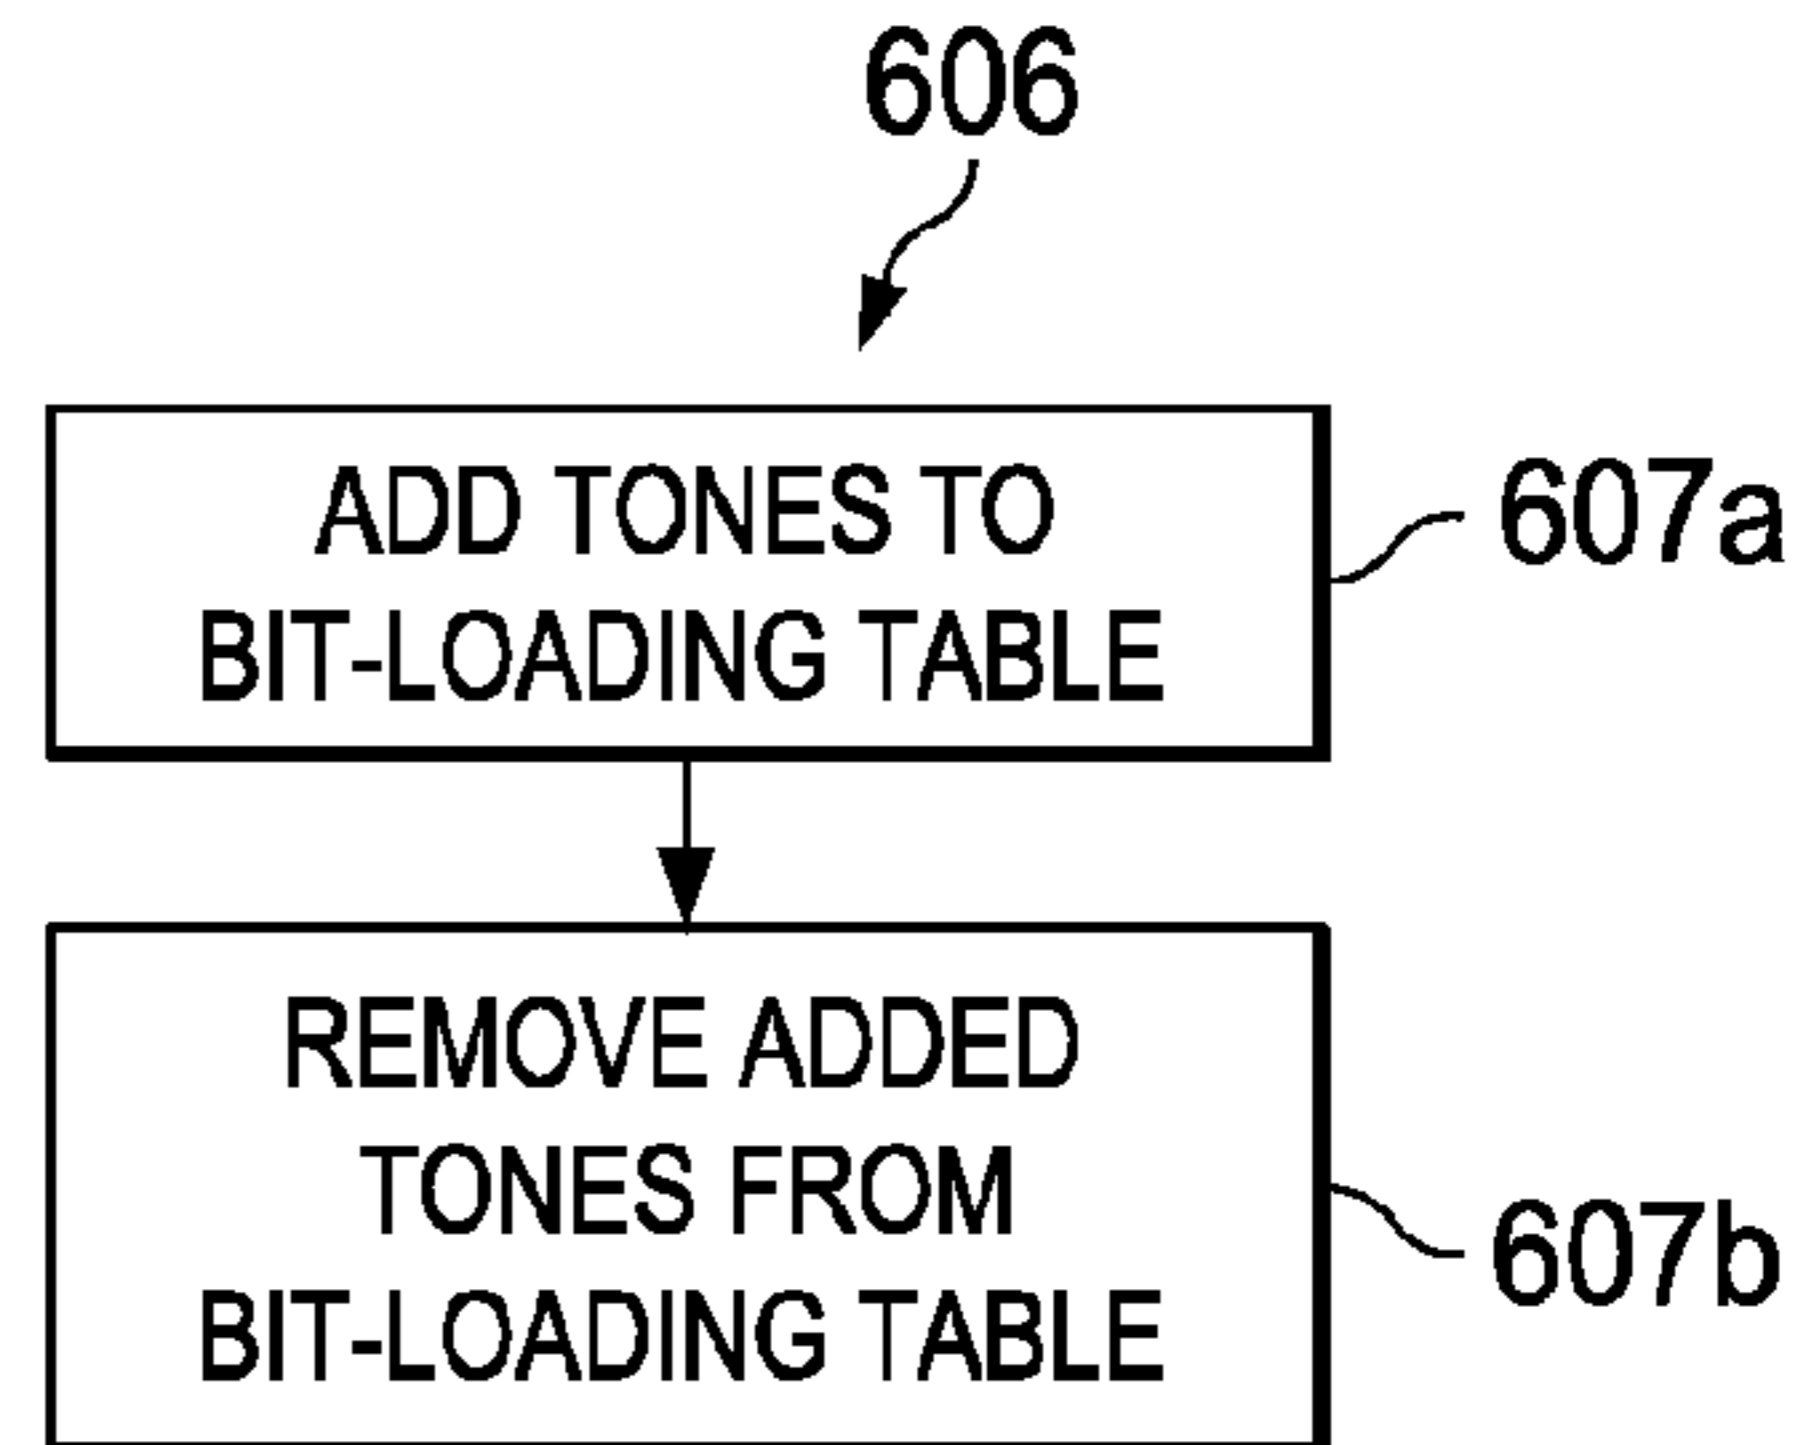 606
ADD TONES TO
BIT-LOADING TABLE
607a
REMOVE ADDED
TONES FROM
BIT-LOADING TABLE
607b